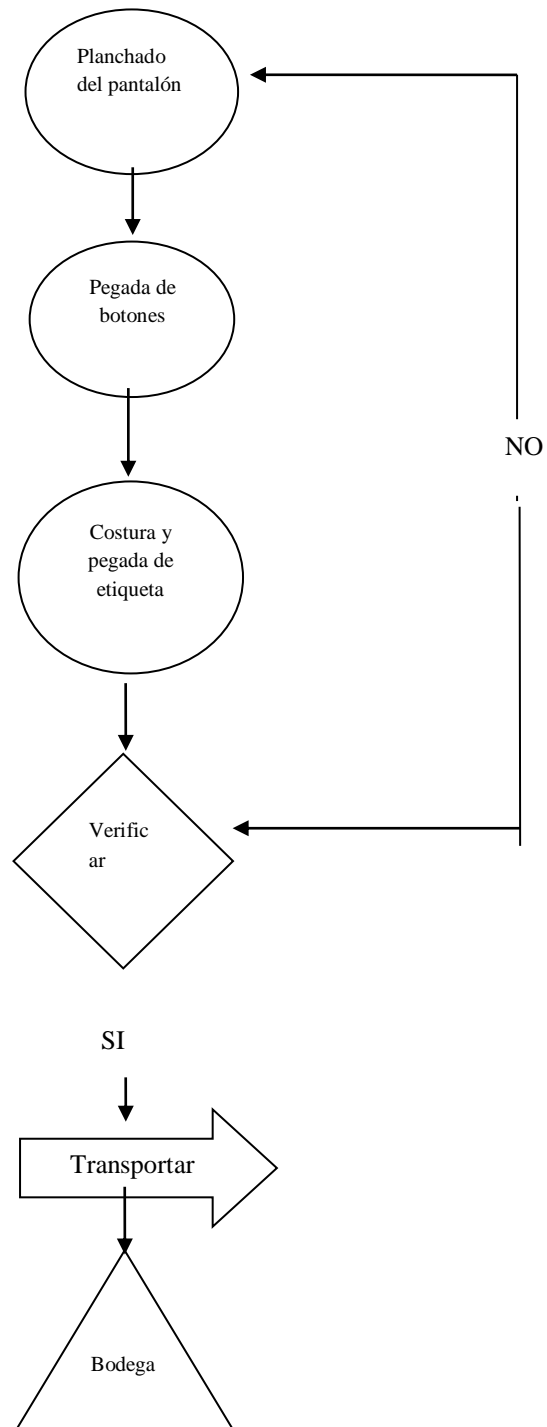 Planchado
del pantalón
Pegada de
botones
NO
Costura y
pegada de
etiqueta
Verific
ar
SI
Transportar
Bodega